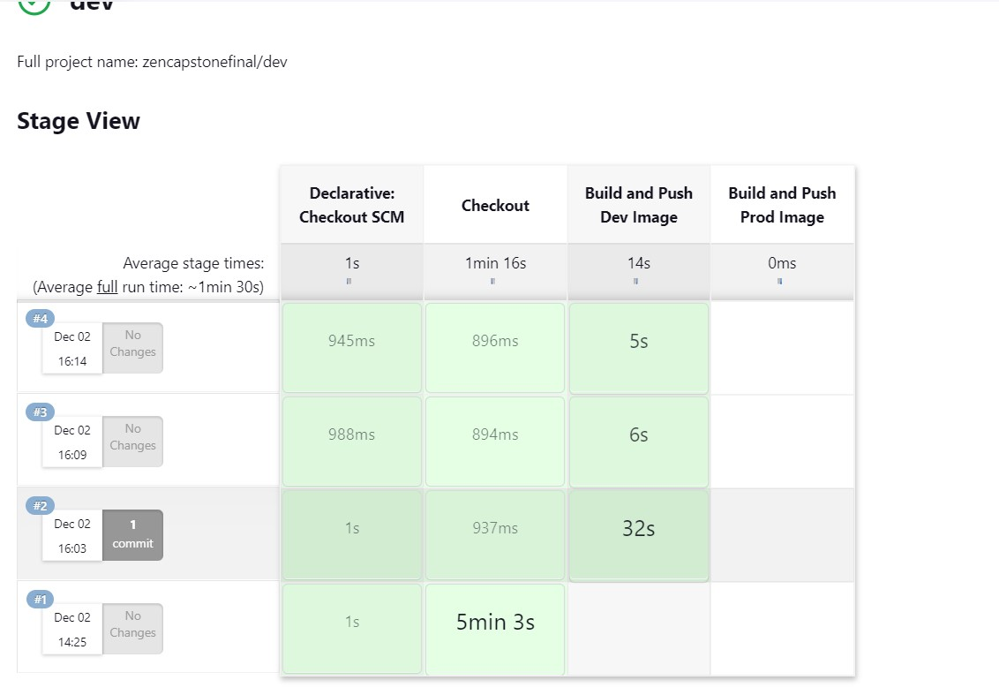 dev
Full project name: zencapstonefinal/dev
Stage View
Declarative:
Checkout SCM
Checkout
Build and Push
Dev Image
Build and Push
Prod Image
Average stage times:
(Average full run time: ~1min 30s)
1s
1min 16s
14s
0ms
#4
Dec 02
16:14
No
Changes
945ms
896ms
5s
#3
Dec 02
16:09
No
Changes
988ms
894ms
6s
#2
Dec 02
16:03
1
commit
1s
937ms
32s
#1
Dec 02
14:25
No
Changes
1s
5min 3s